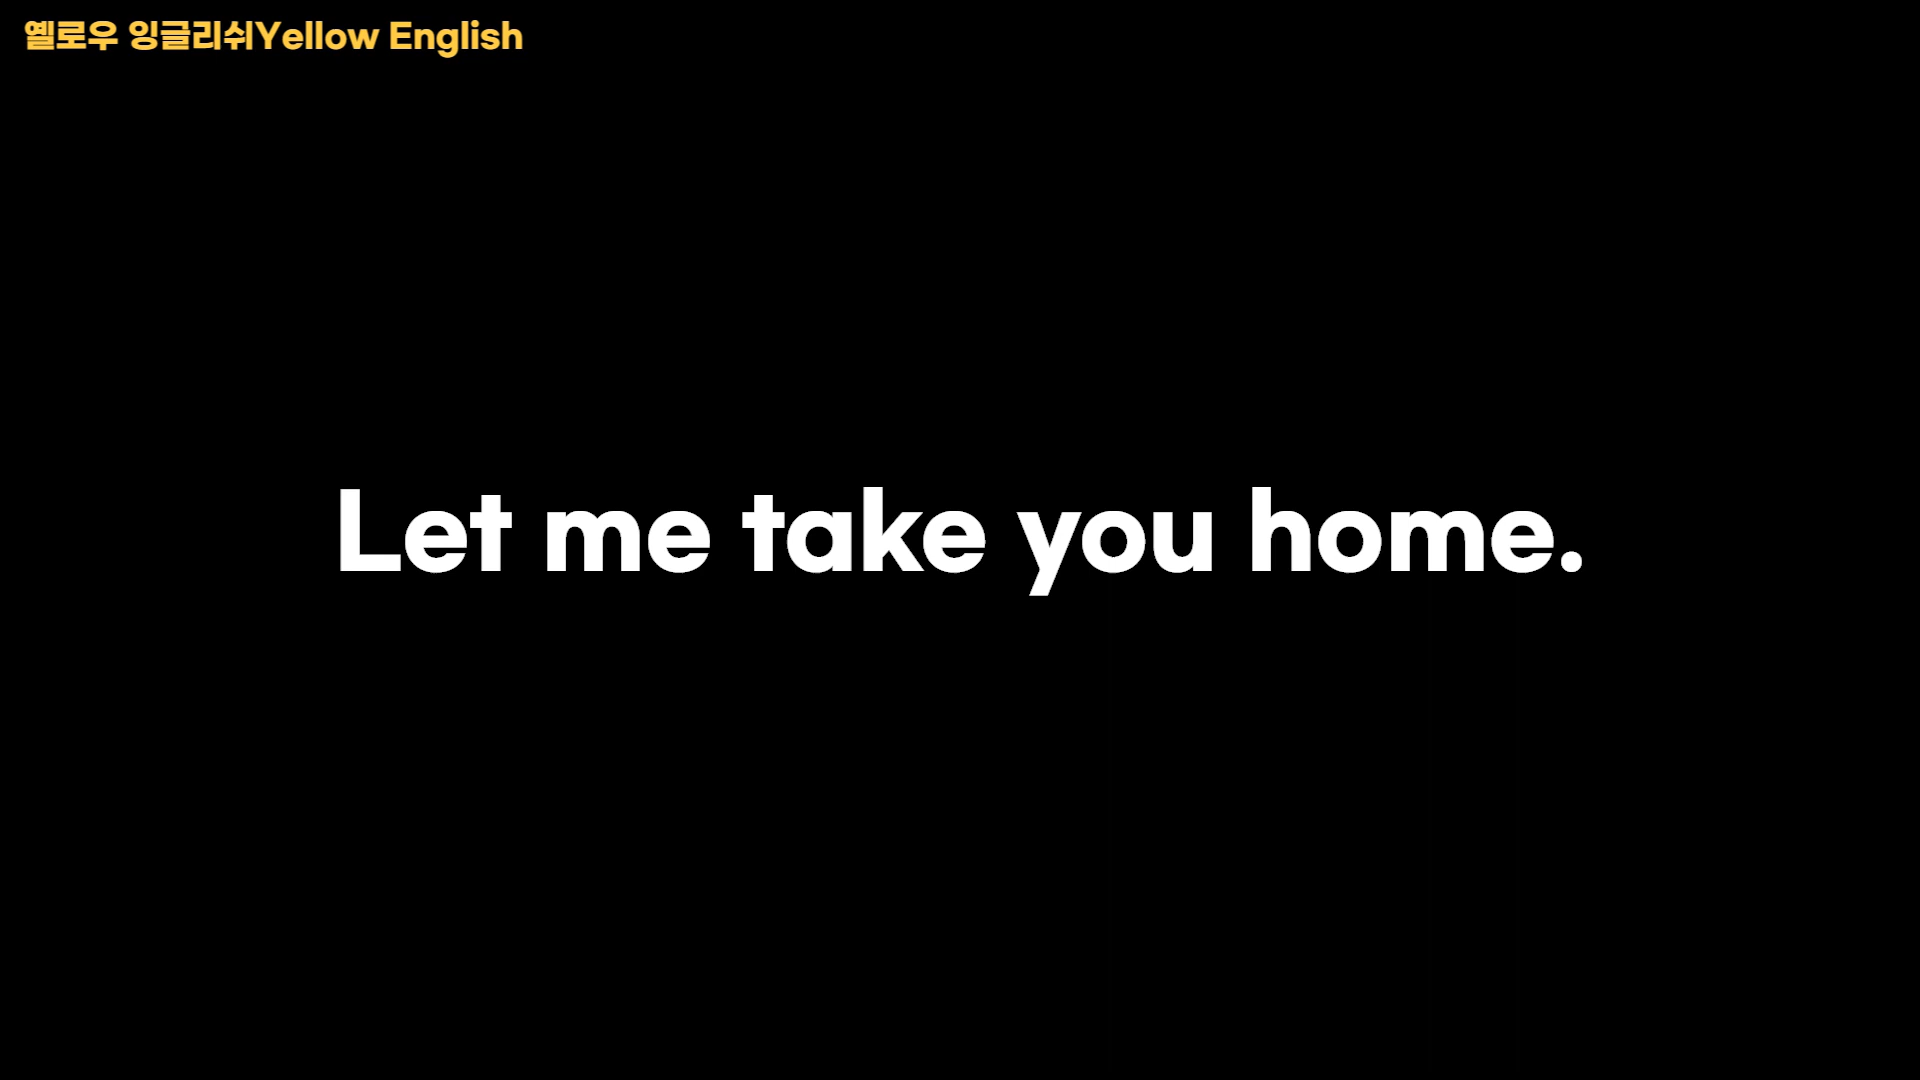 옐로우 잉글리쉬Yellow English
Let me take you home.